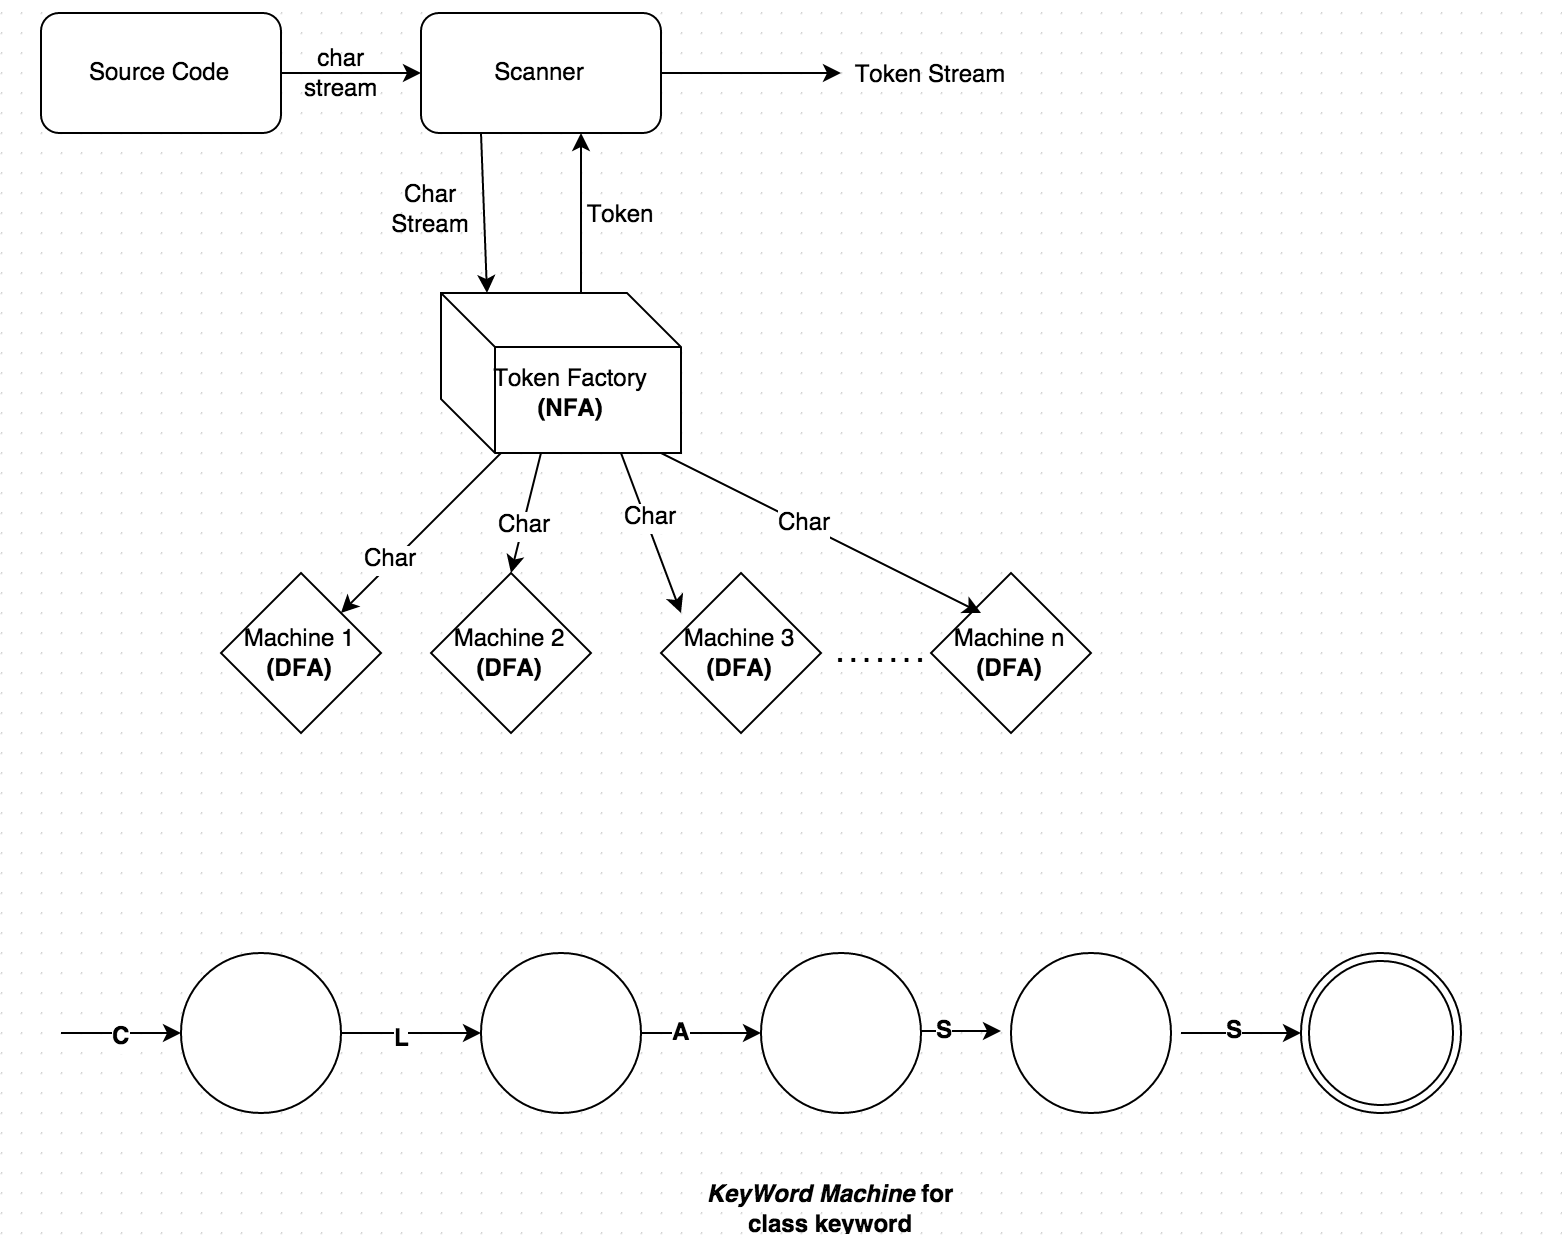 Source Code
char
stream
Scanner
Token Stream
Char
Stream
Token
Token Factory
(NFA)
Char
Char
Char
Char
Machine 1
(DFA)
Machine 2
(DFA)
Machine 3
(DFA)
.......
Machine n
(DFA)
C
L
A
S
S
KeyWord Machine for
class keyword